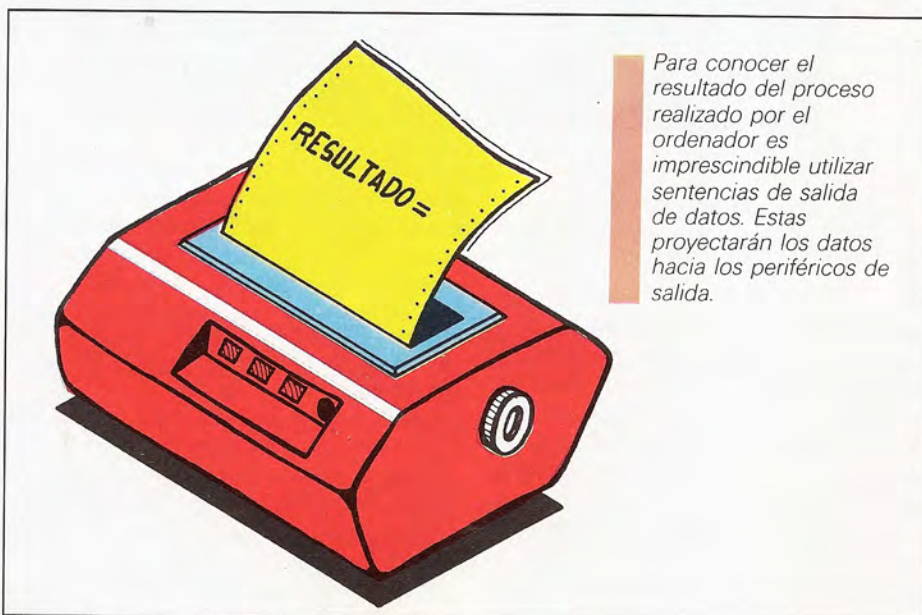 RESULTADO =
Para conocer el
resultado del proceso
realizado por el
ordenador es
imprescindible utilizar
sentencias de salida
de datos. Estas
proyectarán los datos
hacia los periféricos de
salida.